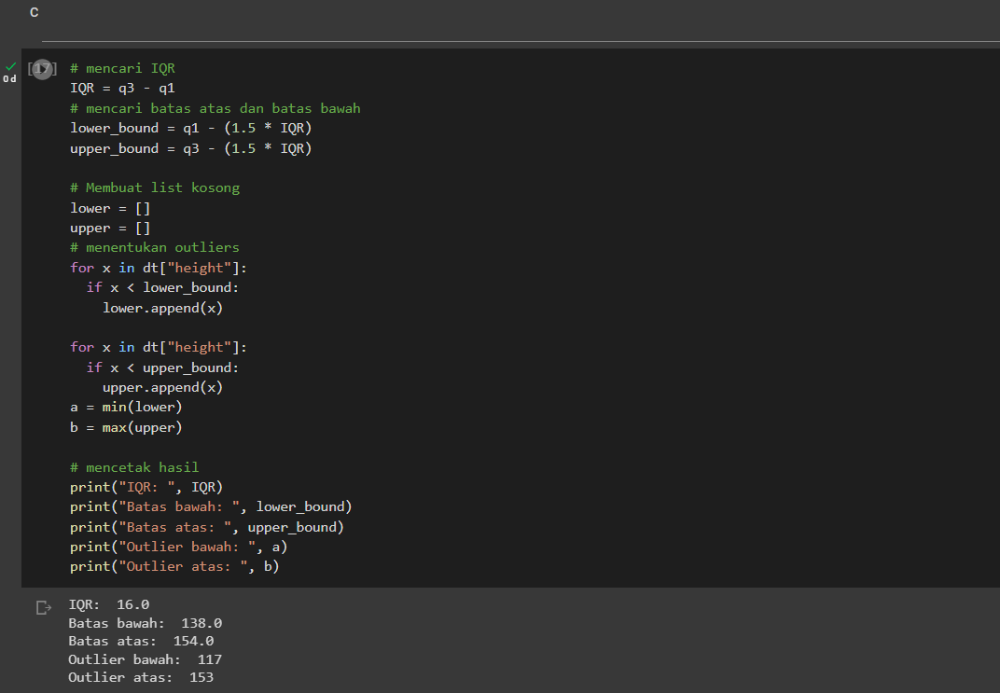 C
[17]
0 d
# mencari IQR
IQR = q3 - q1
# mencari batas atas dan batas bawah
lower_bound = q1 - (1.5 * IQR)
upper_bound = q3 - (1.5 * IQR)
# Membuat list kosong
lower = []
upper = []
# menentukan outliers
for x in dt["height"]:
  if x < lower_bound:
    lower.append(x)
for x in dt["height"]:
  if x < upper_bound:
    upper.append(x)
a = min(lower)
b = max(upper)
# mencetak hasil
print("IQR: ", IQR)
print("Batas bawah: ", lower_bound)
print("Batas atas: ", upper_bound)
print("Outlier bawah: ", a)
print("Outlier atas: ", b)
IQR:  16.0
Batas bawah:  138.0
Batas atas:  154.0
Outlier bawah:  117
Outlier atas:  153